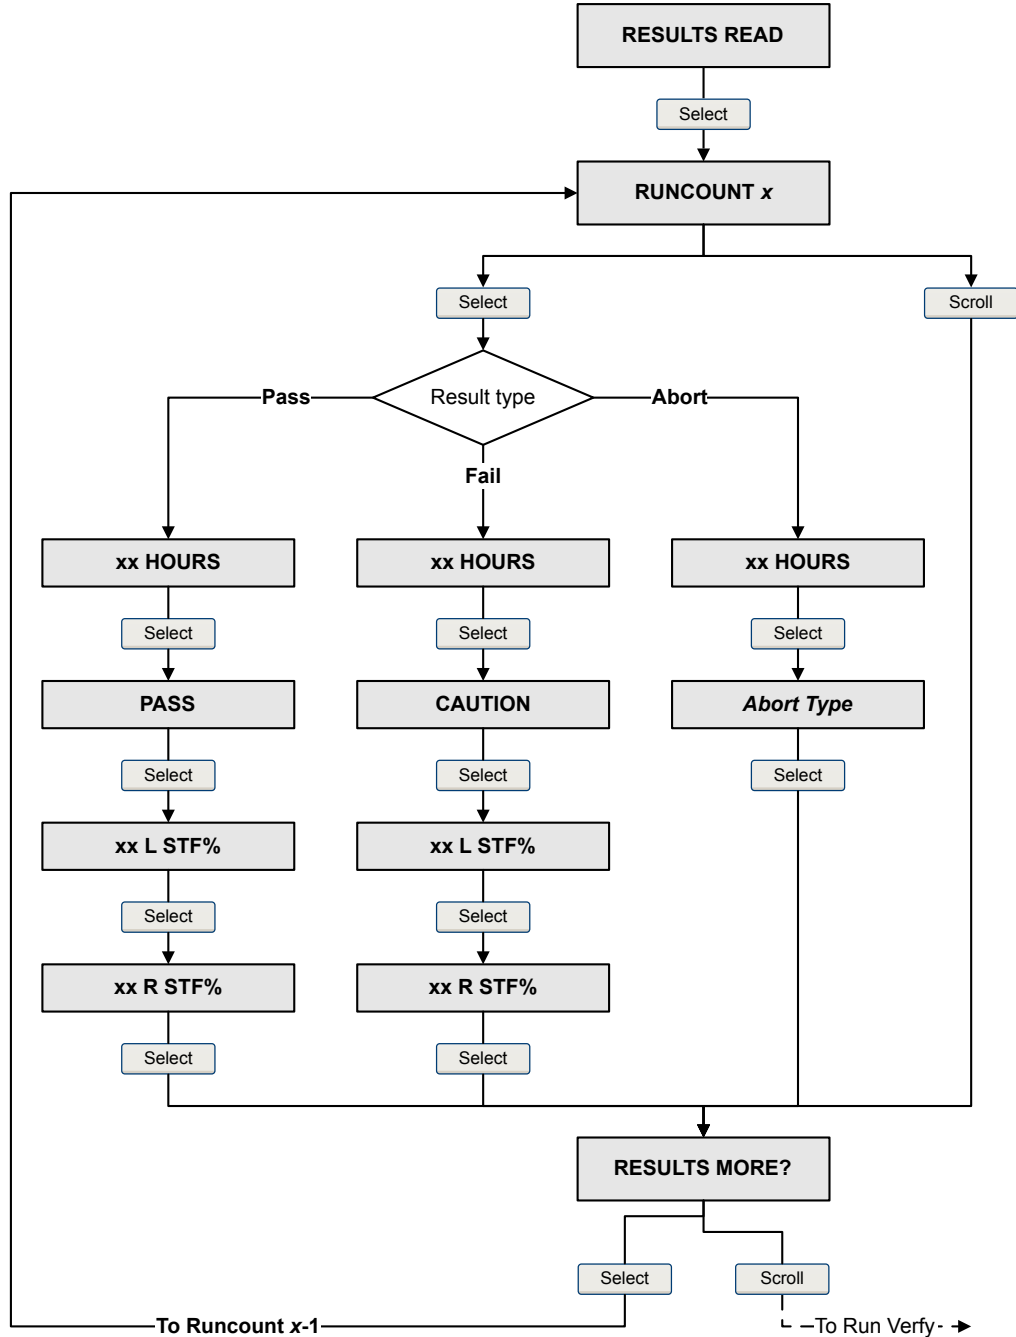 RESULTS READ
Select
RUNCOUNT x
Select
Scroll
Pass
Result type
Abort
Fail
xx HOURS
xx HOURS
xx HOURS
Select
Select
Select
PASS
CAUTION
Abort Type
Select
Select
Select
xx L STF%
xx L STF%
Select
Select
xx R STF%
xx R STF%
Select
Select
RESULTS MORE?
Select
Scroll
To Runcount x-1
To Run Verfy